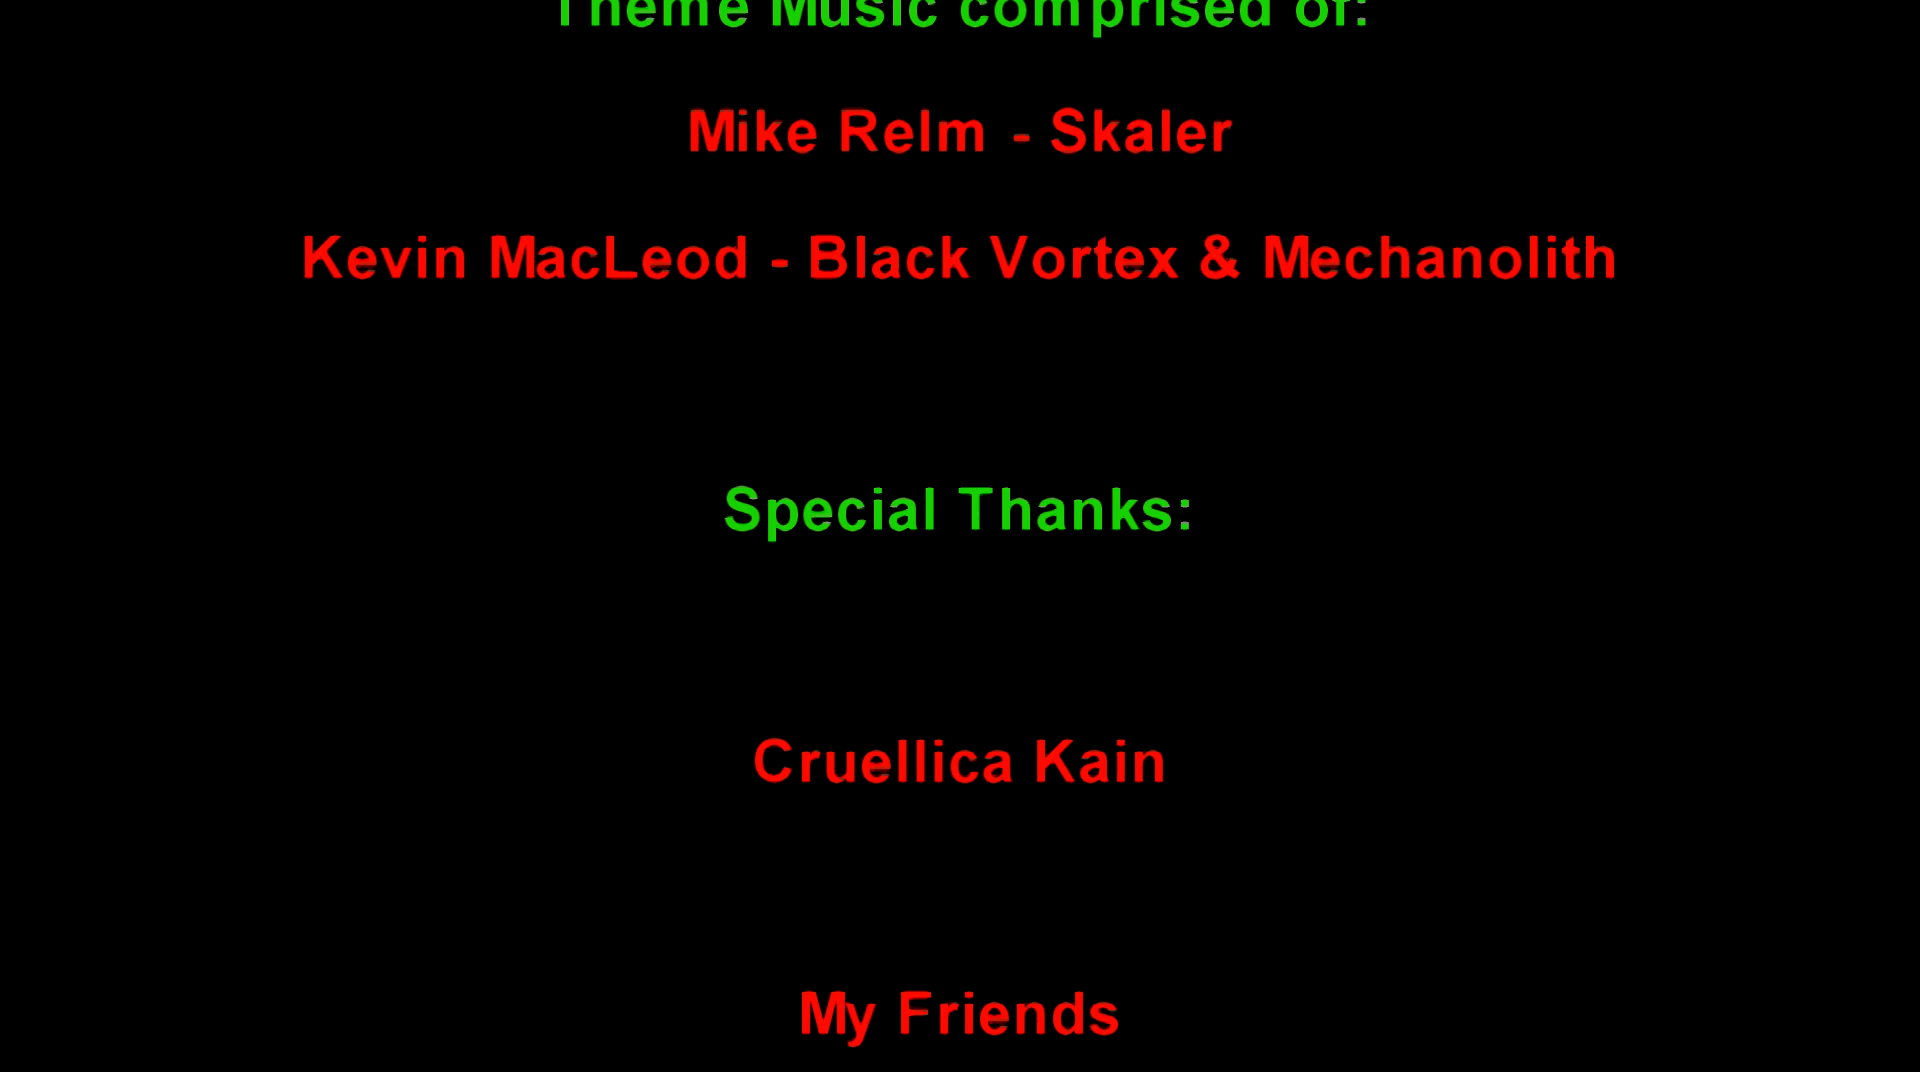 Theme Music comprised of:
Mike Relm - Skaler
Kevin MacLeod - Black Vortex & Mechanolith
Special Thanks:
Cruellica Kain
My Friends